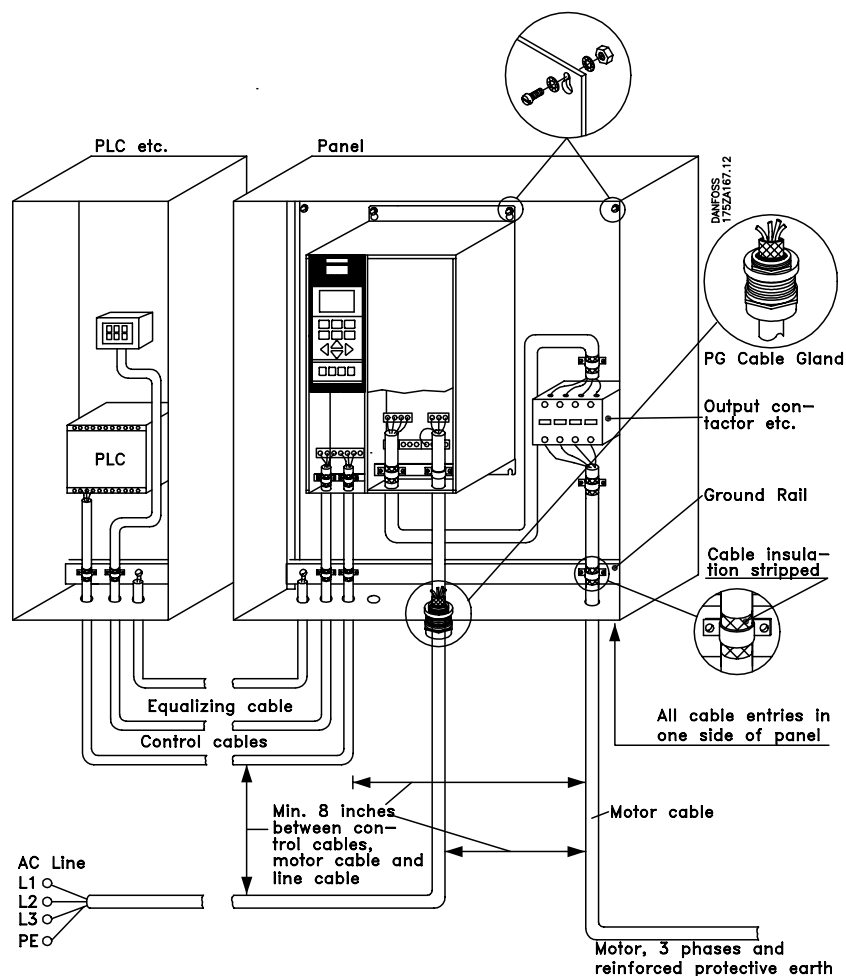 PLC etc.
Panel
DANFOSS
175ZA167.12
PG Cable Gland
Output con-
tactor etc.
PLC
Ground Rail
Cable insula-
tion stripped
Equalizing cable
All cable entries in
one side of panel
Control cables
Min. 8 inches
between con-
trol cables,
motor cable and
line cable
Motor cable
AC Line
L1
L2
L3
PE
Motor, 3 phases and
reinforced protective earth